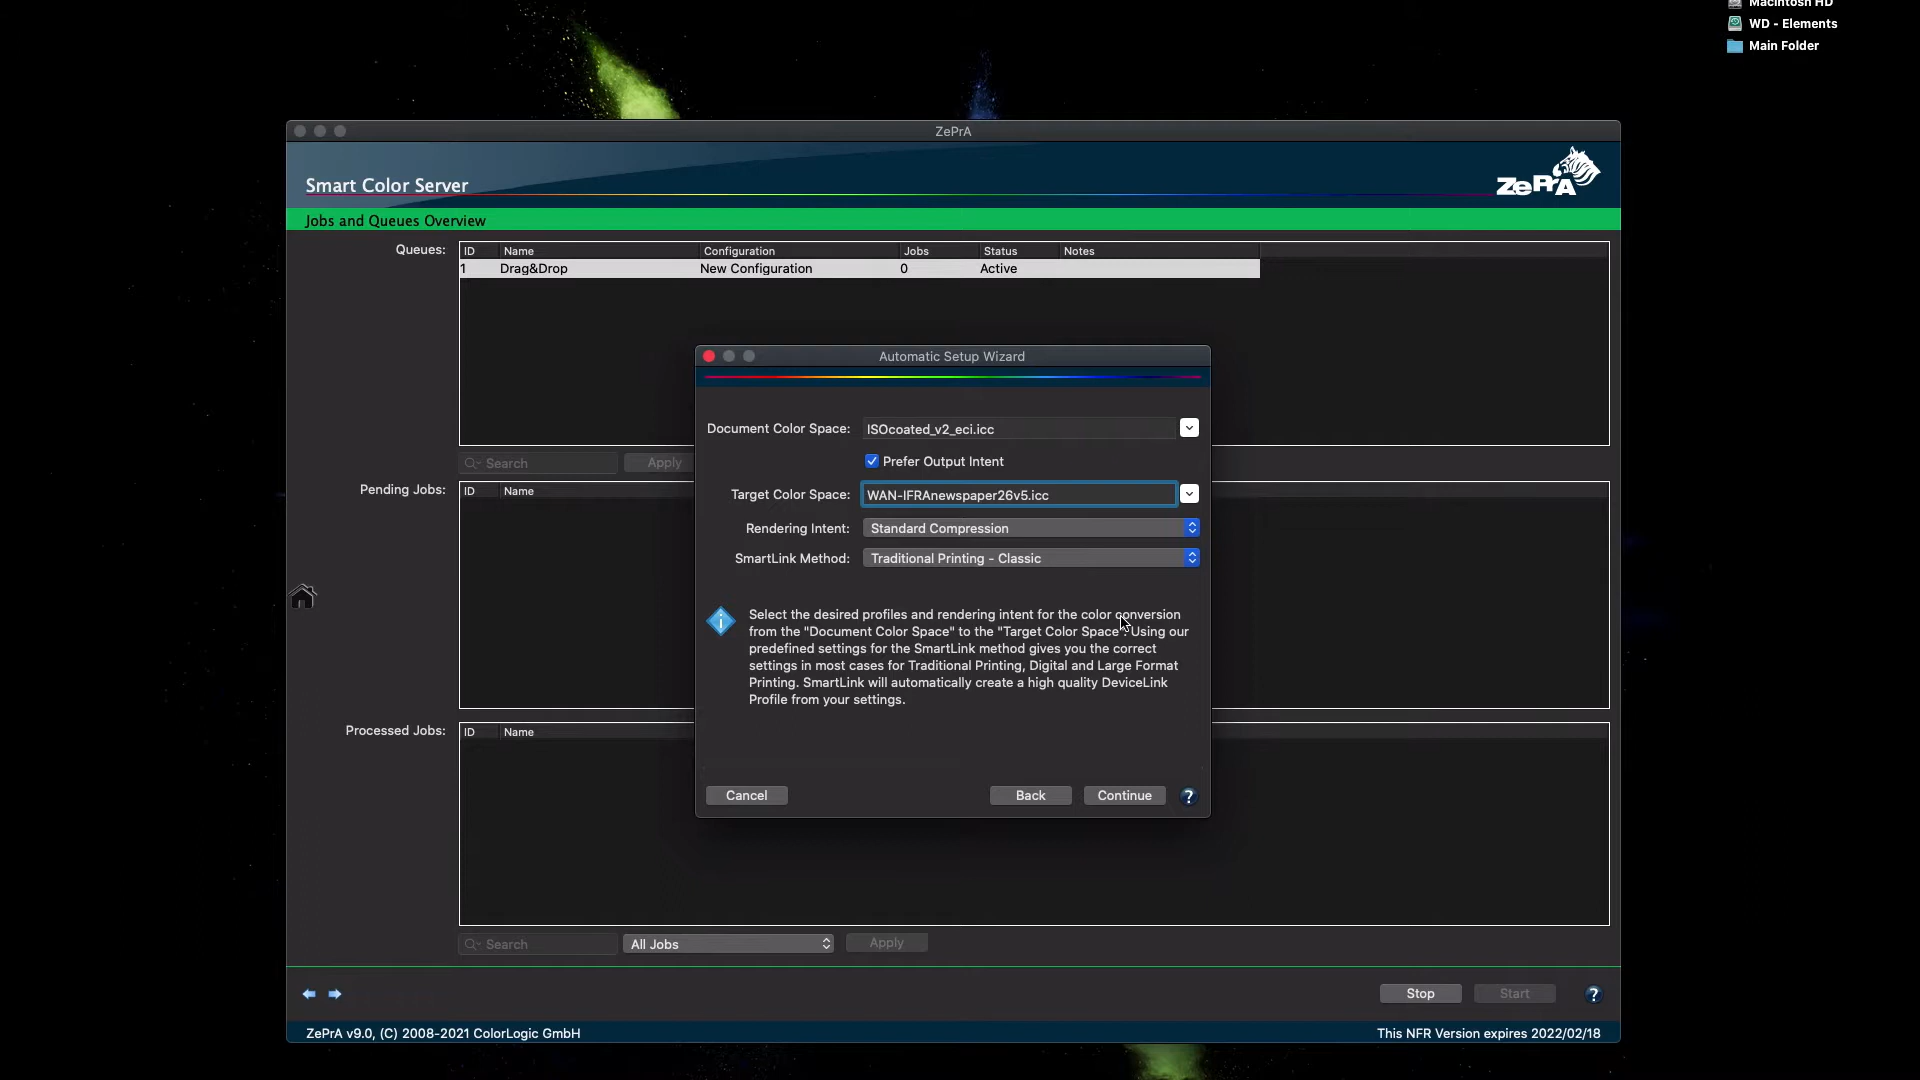 Macintosh HD
WD - Elements
Main Folder
ZePrA
Smart Color Server
ZePrA
Jobs and Queues Overview
Queues:
ID Name Configuration Jobs Status Notes
1 Drag&Drop New Configuration 0 Active
Search
Apply
Pending Jobs:
ID Name
Processed Jobs:
ID Name
Automatic Setup Wizard
Document Color Space: ISOcoated_v2_eci.icc
Prefer Output Intent
Target Color Space: WAN-IFRAnewspaper26v5.icc
Rendering Intent: Standard Compression
SmartLink Method: Traditional Printing - Classic
Select the desired profiles and rendering intent for the color conversion
from the "Document Color Space" to the "Target Color Space". Using our
predefined settings for the SmartLink method gives you the correct
settings in most cases for Traditional Printing, Digital and Large Format
Printing. SmartLink will automatically create a high quality DeviceLink
Profile from your settings.
Cancel Back Continue ?
Search All Jobs Apply
Stop Start ?
ZePrA v9.0, (C) 2008-2021 ColorLogic GmbH
This NFR Version expires 2022/02/18